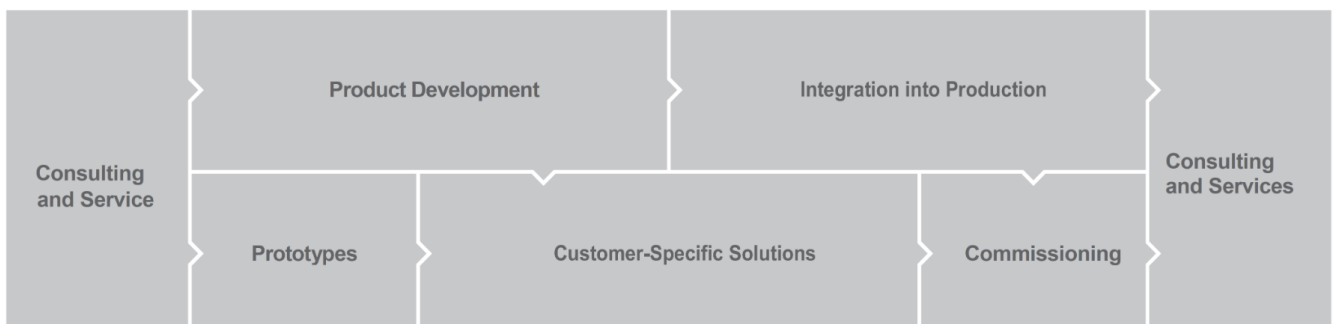 Consulting
and Service
Product Development
Integration into Production
Prototypes
Customer-Specific Solutions
Commissioning
Consulting
and Services